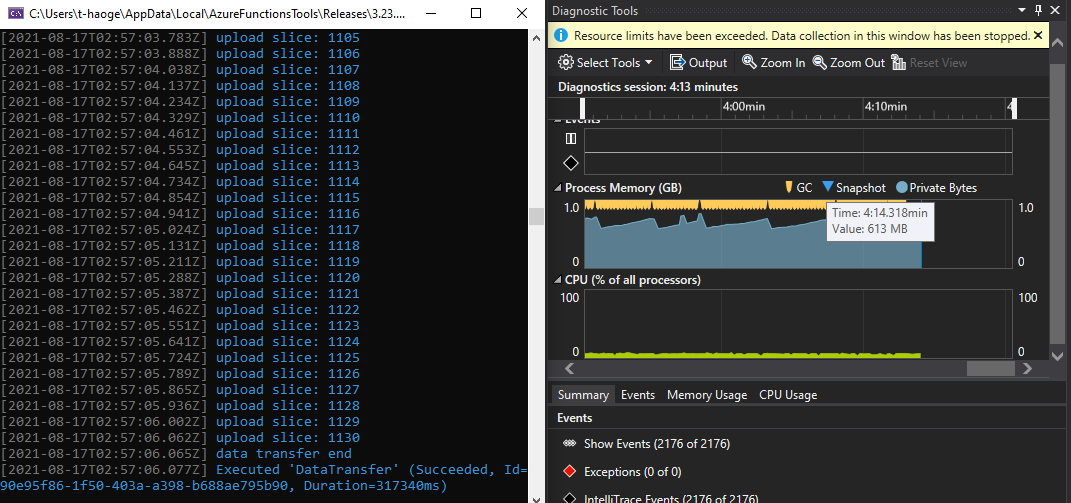 C:\Users\t-haoge\AppData\Local\AzureFunctionsTools\Releases\3.23....
[2021-08-17T02:57:03.783Z] upload slice: 1105
[2021-08-17T02:57:03.888Z] upload slice: 1106
[2021-08-17T02:57:04.038Z] upload slice: 1107
[2021-08-17T02:57:04.137Z] upload slice: 1108
[2021-08-17T02:57:04.234Z] upload slice: 1109
[2021-08-17T02:57:04.329Z] upload slice: 1110
[2021-08-17T02:57:04.461Z] upload slice: 1111
[2021-08-17T02:57:04.553Z] upload slice: 1112
[2021-08-17T02:57:04.645Z] upload slice: 1113
[2021-08-17T02:57:04.734Z] upload slice: 1114
[2021-08-17T02:57:04.854Z] upload slice: 1115
[2021-08-17T02:57:04.941Z] upload slice: 1116
[2021-08-17T02:57:05.024Z] upload slice: 1117
[2021-08-17T02:57:05.131Z] upload slice: 1118
[2021-08-17T02:57:05.211Z] upload slice: 1119
[2021-08-17T02:57:05.288Z] upload slice: 1120
[2021-08-17T02:57:05.387Z] upload slice: 1121
[2021-08-17T02:57:05.462Z] upload slice: 1122
[2021-08-17T02:57:05.551Z] upload slice: 1123
[2021-08-17T02:57:05.641Z] upload slice: 1124
[2021-08-17T02:57:05.724Z] upload slice: 1125
[2021-08-17T02:57:05.789Z] upload slice: 1126
[2021-08-17T02:57:05.865Z] upload slice: 1127
[2021-08-17T02:57:05.936Z] upload slice: 1128
[2021-08-17T02:57:06.002Z] upload slice: 1129
[2021-08-17T02:57:06.062Z] upload slice: 1130
[2021-08-17T02:57:06.065Z] data transfer end
[2021-08-17T02:57:06.077Z] Executed 'DataTransfer' (Succeeded, Id=
90e95f86-1f50-403a-a398-b688ae795b90, Duration=317340ms)
Diagnostic Tools
Resource limits have been exceeded. Data collection in this window has been stopped.
Select Tools Output Zoom In Zoom Out Reset View
Diagnostics session: 4:13 minutes
4:00min 4:10min 4
Events
Process Memory (GB) GC Snapshot Private Bytes
1.0 1.0
Time: 4:14.318min
Value: 613 MB
0 0
CPU (% of all processors)
100 100
0 0
Summary Events Memory Usage CPU Usage
Events
Show Events (2176 of 2176)
Exceptions (0 of 0)
IntelliTrace Events (2176 of 2176)